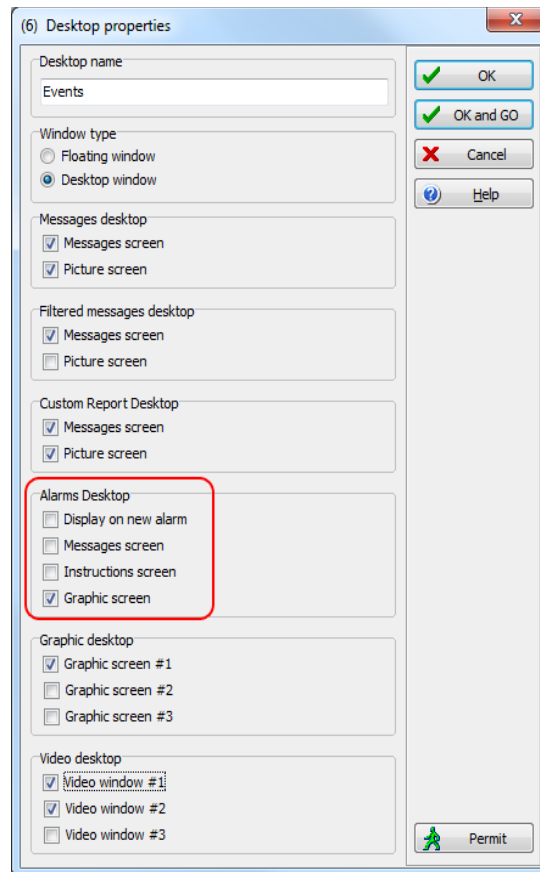 (6) Desktop properties
Desktop name
Events
Window type
Floating window
Desktop window
Messages desktop
Messages screen
Picture screen
Filtered messages desktop
Messages screen
Picture screen
Custom Report Desktop
Messages screen
Picture screen
Alarms Desktop
Display on new alarm
Messages screen
Instructions screen
Graphic screen
Graphic desktop
Graphic screen #1
Graphic screen #2
Graphic screen #3
Video desktop
Video window #1
Video window #2
Video window #3
OK
OK and GO
Cancel
Help
Permit